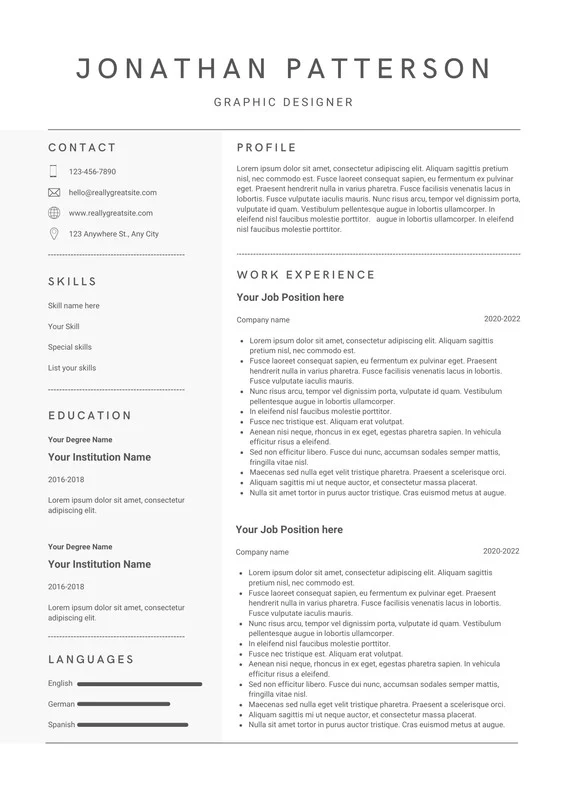 JONATHAN PATTERSON
GRAPHIC DESIGNER
CONTACT
123-456-7890
hello@reallygreatsite.com
www.reallygreatsite.com
123 Anywhere St., Any City
SKILLS
Skill name here
Your Skill
Special skills
List your skills
EDUCATION
Your Degree Name
Your Institution Name
2016-2018
Lorem ipsum dolor sit amet, consectetur
adipiscing elit.
Your Degree Name
Your Institution Name
2016-2018
Lorem ipsum dolor sit amet, consectetur
adipiscing elit.
LANGUAGES
English
German
Spanish
PROFILE
Lorem ipsum dolor sit amet, consectetur adipiscing elit. Aliquam sagittis pretium
nisl, nec commodo est. Fusce laoreet consequat sapien, eu fermentum ex pulvinar eget.
Praesent hendrerit nulla in varius pharetra. Fusce facilisis venenatis lacus in
lobortis. Fusce vulputate iaculis mauris. Nunc risus arcu, tempor vel dignissim porta,
vulputate id quam. Vestibulum pellentesque augue in lobortis ullamcorper. In
eleifend nisl faucibus molestie porttitor. augue in lobortis ullamcorper. In eleifend
nisl faucibus molestie porttitor.
WORK EXPERIENCE
Your Job Position here
Company name 2020-2022
• Lorem ipsum dolor sit amet, consectetur adipiscing elit. Aliquam sagittis
pretium nisl, nec commodo est.
• Fusce laoreet consequat sapien, eu fermentum ex pulvinar eget. Praesent
hendrerit nulla in varius pharetra. Fusce facilisis venenatis lacus in lobortis.
Fusce vulputate iaculis mauris.
• Nunc risus arcu, tempor vel dignissim porta, vulputate id quam. Vestibulum
pellentesque augue in lobortis ullamcorper.
• In eleifend nisl faucibus molestie porttitor.
• Fusce nec tristique est. Aliquam erat volutpat.
• Aenean nisi neque, rhoncus in ex eget, egestas pharetra sapien. In vehicula
efficitur risus a eleifend.
• Sed non efficitur libero. Fusce dui nunc, accumsan sodales semper mattis,
fringilla vitae nisl.
• Maecenas sed nulla eget velit tristique pharetra. Praesent a scelerisque orci.
• Aliquam sagittis mi ut neque auctor, et consectetur massa placerat.
• Nulla sit amet tortor in purus auctor tristique. Cras euismod metus et augue.
Your Job Position here
Company name 2020-2022
• Lorem ipsum dolor sit amet, consectetur adipiscing elit. Aliquam sagittis
pretium nisl, nec commodo est.
• Fusce laoreet consequat sapien, eu fermentum ex pulvinar eget. Praesent
hendrerit nulla in varius pharetra. Fusce facilisis venenatis lacus in lobortis.
Fusce vulputate iaculis mauris.
• Nunc risus arcu, tempor vel dignissim porta, vulputate id quam. Vestibulum
pellentesque augue in lobortis ullamcorper.
• In eleifend nisl faucibus molestie porttitor.
• Fusce nec tristique est. Aliquam erat volutpat.
• Aenean nisi neque, rhoncus in ex eget, egestas pharetra sapien. In vehicula
efficitur risus a eleifend.
• Sed non efficitur libero. Fusce dui nunc, accumsan sodales semper mattis,
fringilla vitae nisl.
• Maecenas sed nulla eget velit tristique pharetra. Praesent a scelerisque orci.
• Aliquam sagittis mi ut neque auctor, et consectetur massa placerat.
• Nulla sit amet tortor in purus auctor tristique. Cras euismod metus et augue.